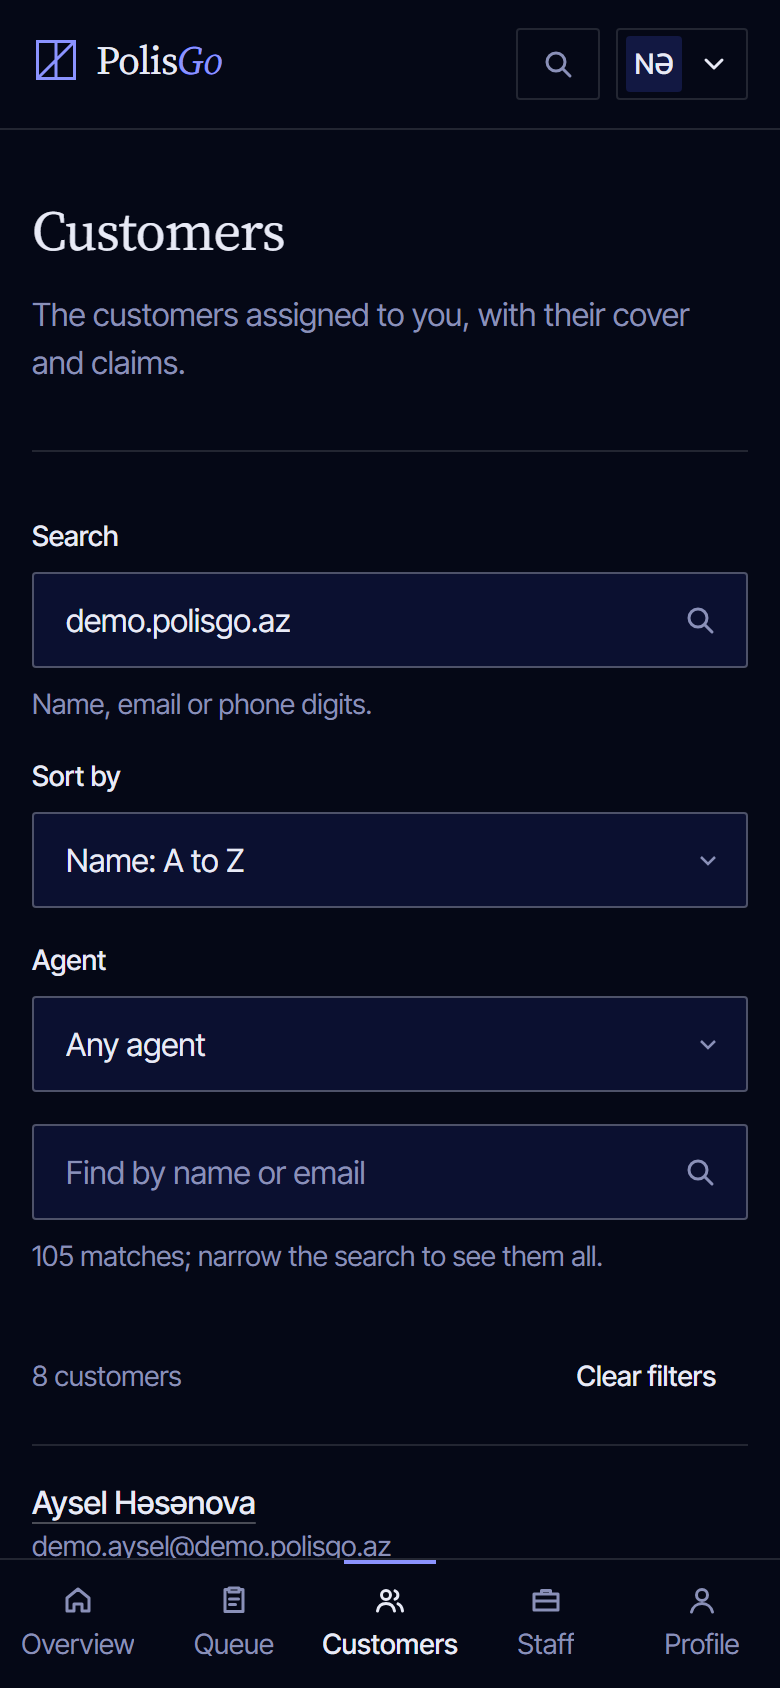 PolisGo
NƏ
Customers
The customers assigned to you, with their cover
and claims.
Search
demo.polisgo.az
Name, email or phone digits.
Sort by
Name: A to Z
Agent
Any agent
Find by name or email
105 matches; narrow the search to see them all.
8 customers
Clear filters
Aysel Həsənova
demo.aysel@demo.polisgo.az
Overview
Queue
Customers
Staff
Profile